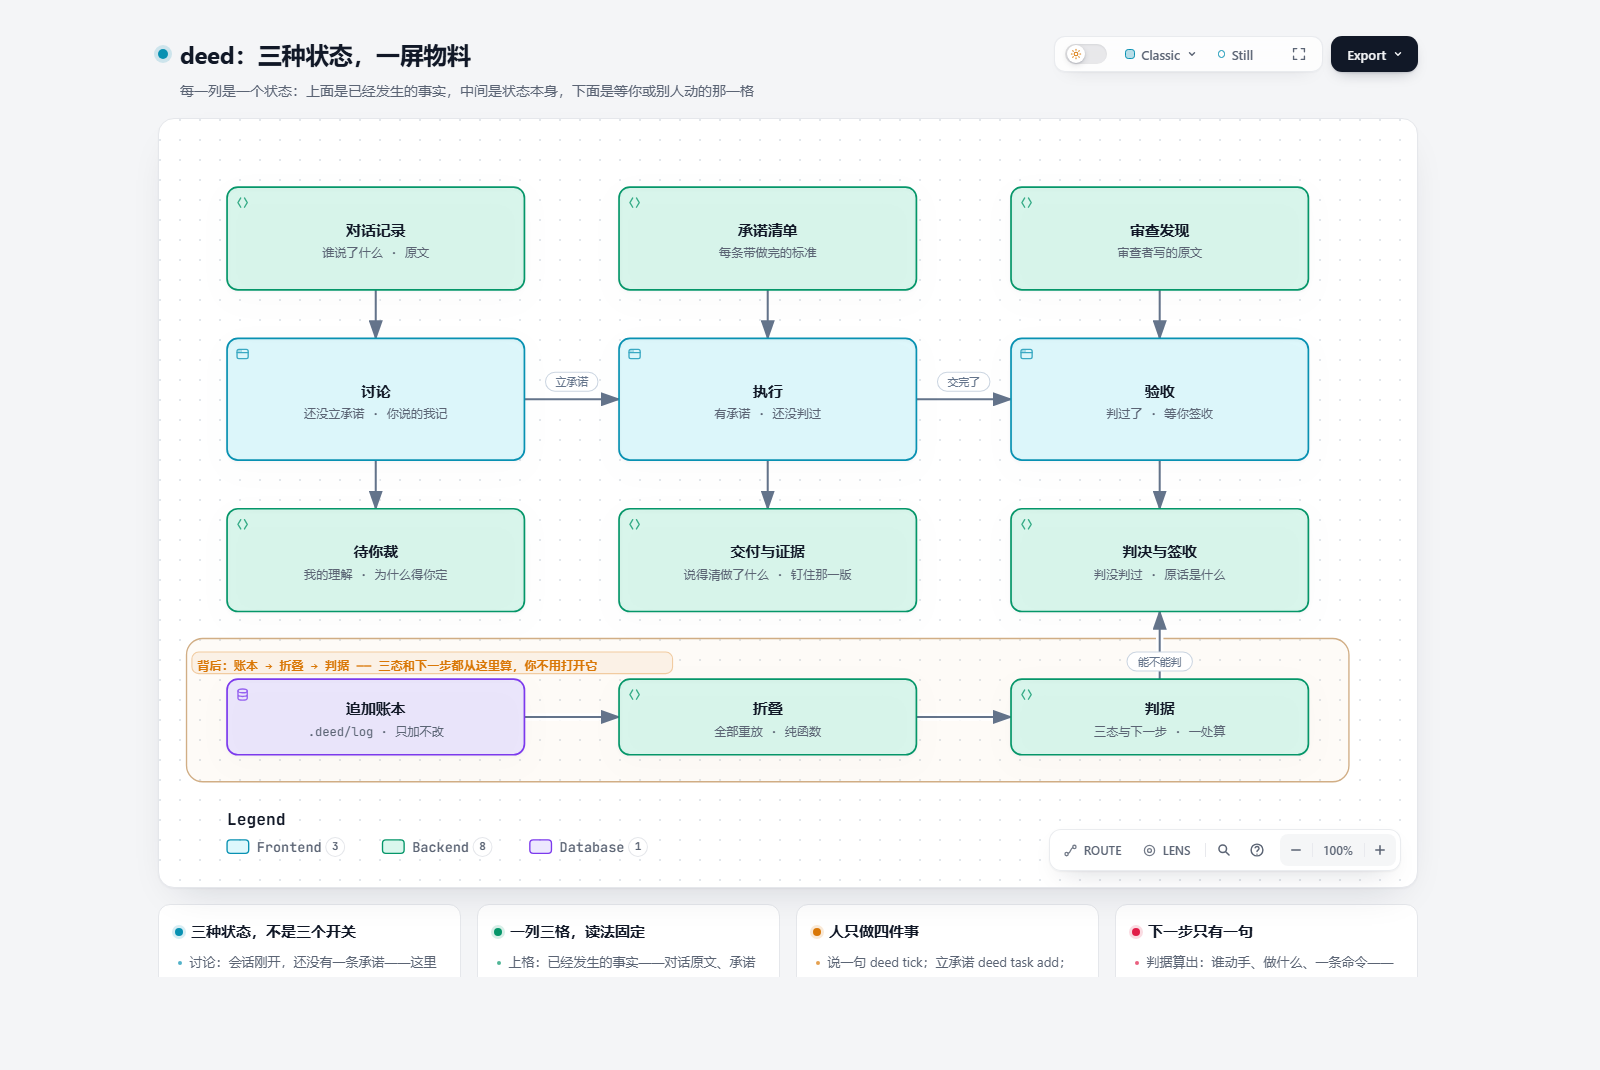 deed：三种状态，一屏物料
每一列是一个状态：上面是已经发生的事实，中间是状态本身，下面是等你或别人动的那一格
Classic
Still
Export
对话记录
谁说了什么 · 原文
承诺清单
每条带做完的标准
审查发现
审查者写的原文
讨论
还没立承诺 · 你说的我记
立承诺
执行
有承诺 · 还没判过
交完了
验收
判过了 · 等你签收
待你裁
我的理解 · 为什么得你定
交付与证据
说得清做了什么 · 钉住那一版
判决与签收
判没判过 · 原话是什么
背后：账本 → 折叠 → 判据 — 三态和下一步都从这里算，你不用打开它
能不能判
追加账本
.deed/log · 只加不改
折叠
全部重放 · 纯函数
判据
三态与下一步 · 一处算
Legend
Frontend 3
Backend 8
Database 1
ROUTE
LENS
100%
三种状态，不是三个开关
讨论：会话刚开，还没有一条承诺——这里
一列三格，读法固定
上格：已经发生的事实——对话原文、承诺
人只做四件事
说一句 deed tick；立承诺 deed task add；
下一步只有一句
判据算出：谁动手、做什么、一条命令——